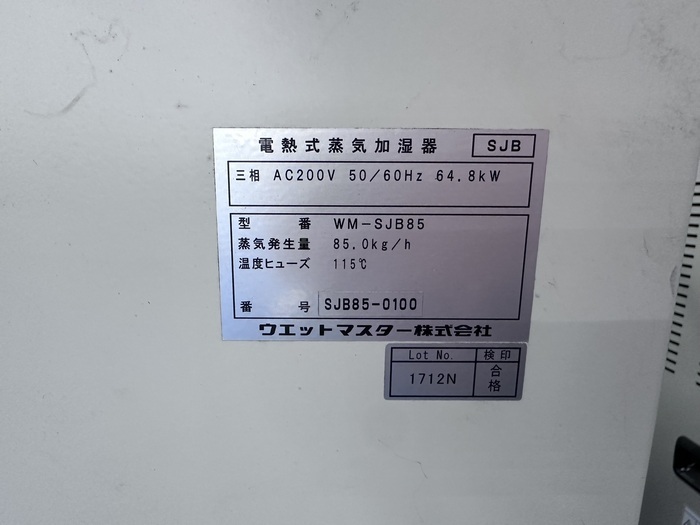 電熱式蒸気加湿器 SJB
三相 AC200V 50/60Hz 64.8kW
型番 WM-SJB85
蒸気発生量 85.0kg/h
温度ヒューズ 115℃
番号 SJB85-0100
ウエットマスター株式会社
Lot No. 検印
1712N 合格